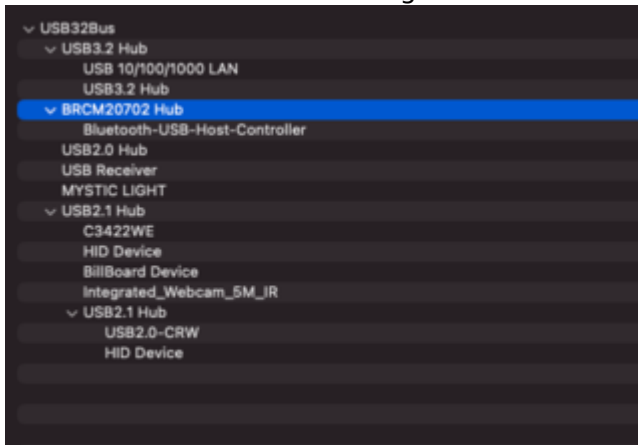 USB32Bus
USB3.2 Hub
USB 10/100/1000 LAN
USB3.2 Hub
BRCM20702 Hub
Bluetooth-USB-Host-Controller
USB2.0 Hub
USB Receiver
MYSTIC LIGHT
USB2.1 Hub
C3422WE
HID Device
BillBoard Device
Integrated_Webcam_5M_IR
USB2.1 Hub
USB2.0-CRW
HID Device